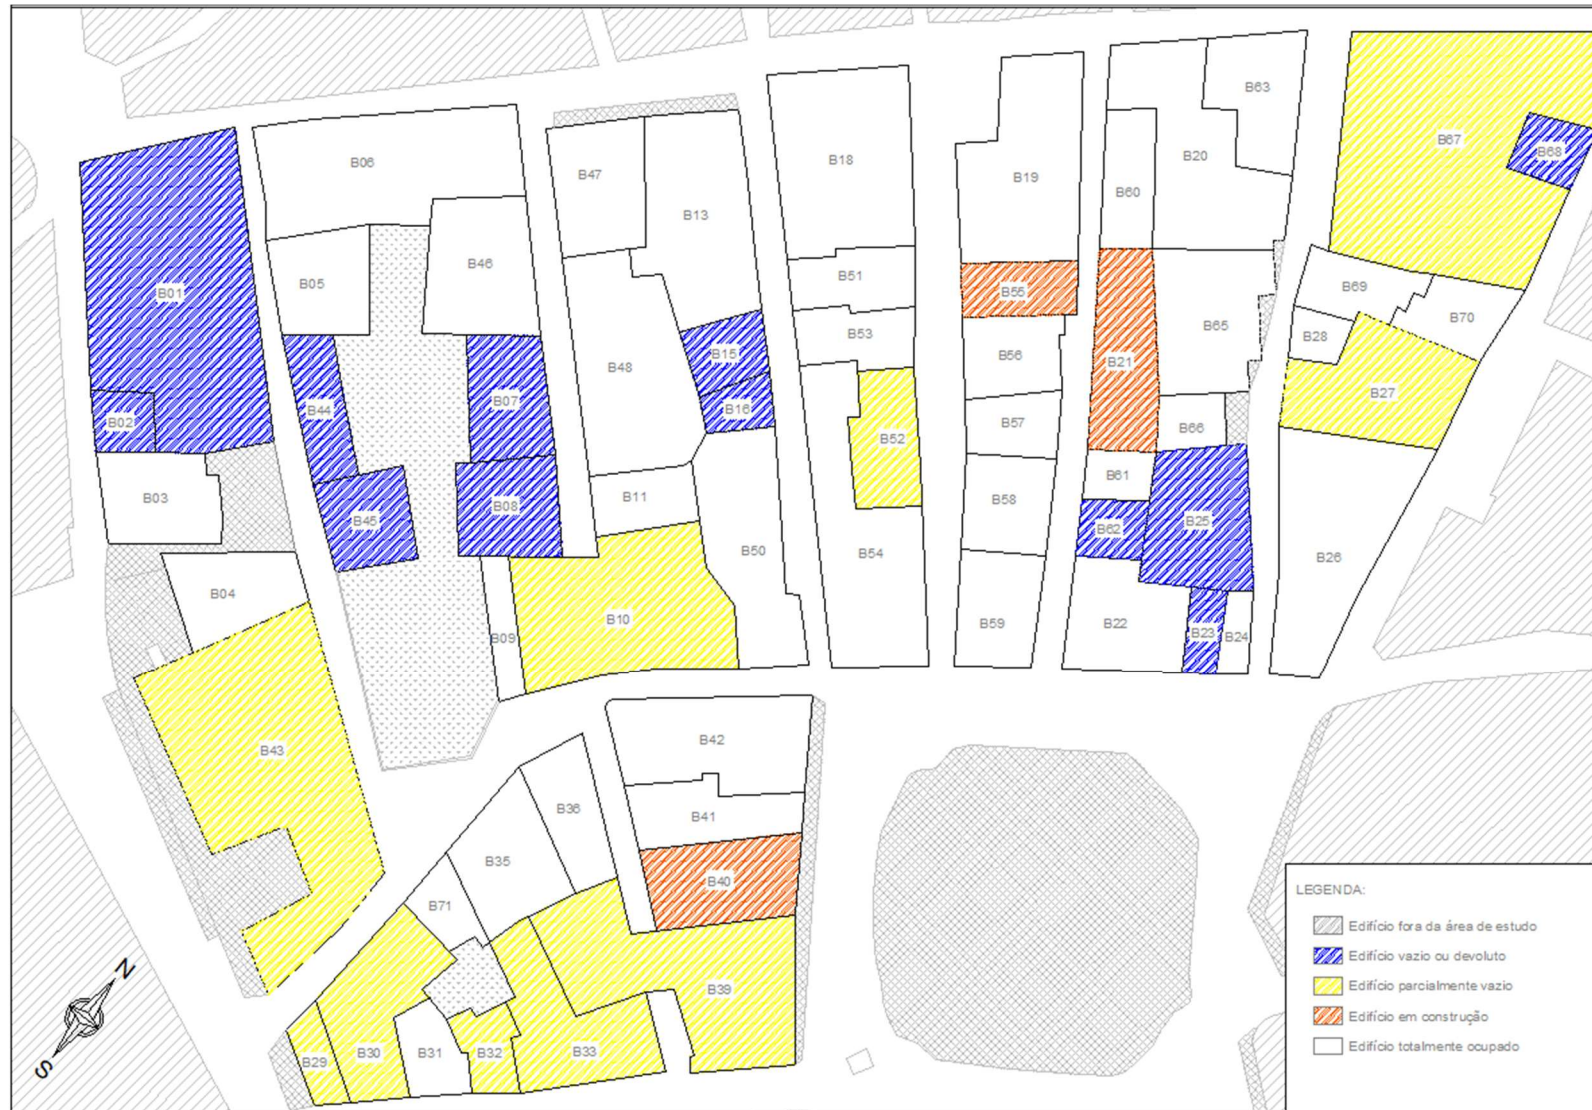 B63
B67
B68
B06
B47
B18
B20
B19
B60
B13
B46
B05
B51
B69
B01
B55
B70
B53
B65
B28
B15
B56
B21
B48
B27
B07
B44
B16
B02
B57
B52
B66
B61
B03
B11
B08
B58
B45
B62
B25
B50
B54
B26
B04
B10
B59
B22
B09
B23
B24
B43
B42
B36
B41
B35
B40
B71
LEGENDA:
Edifício fora da área de estudo
Edifício vazio ou devoluto
Edifício parcialmente vazio
Edifício em construção
Edifício totalmente ocupado
N
S
B39
B29
B30
B31
B32
B33